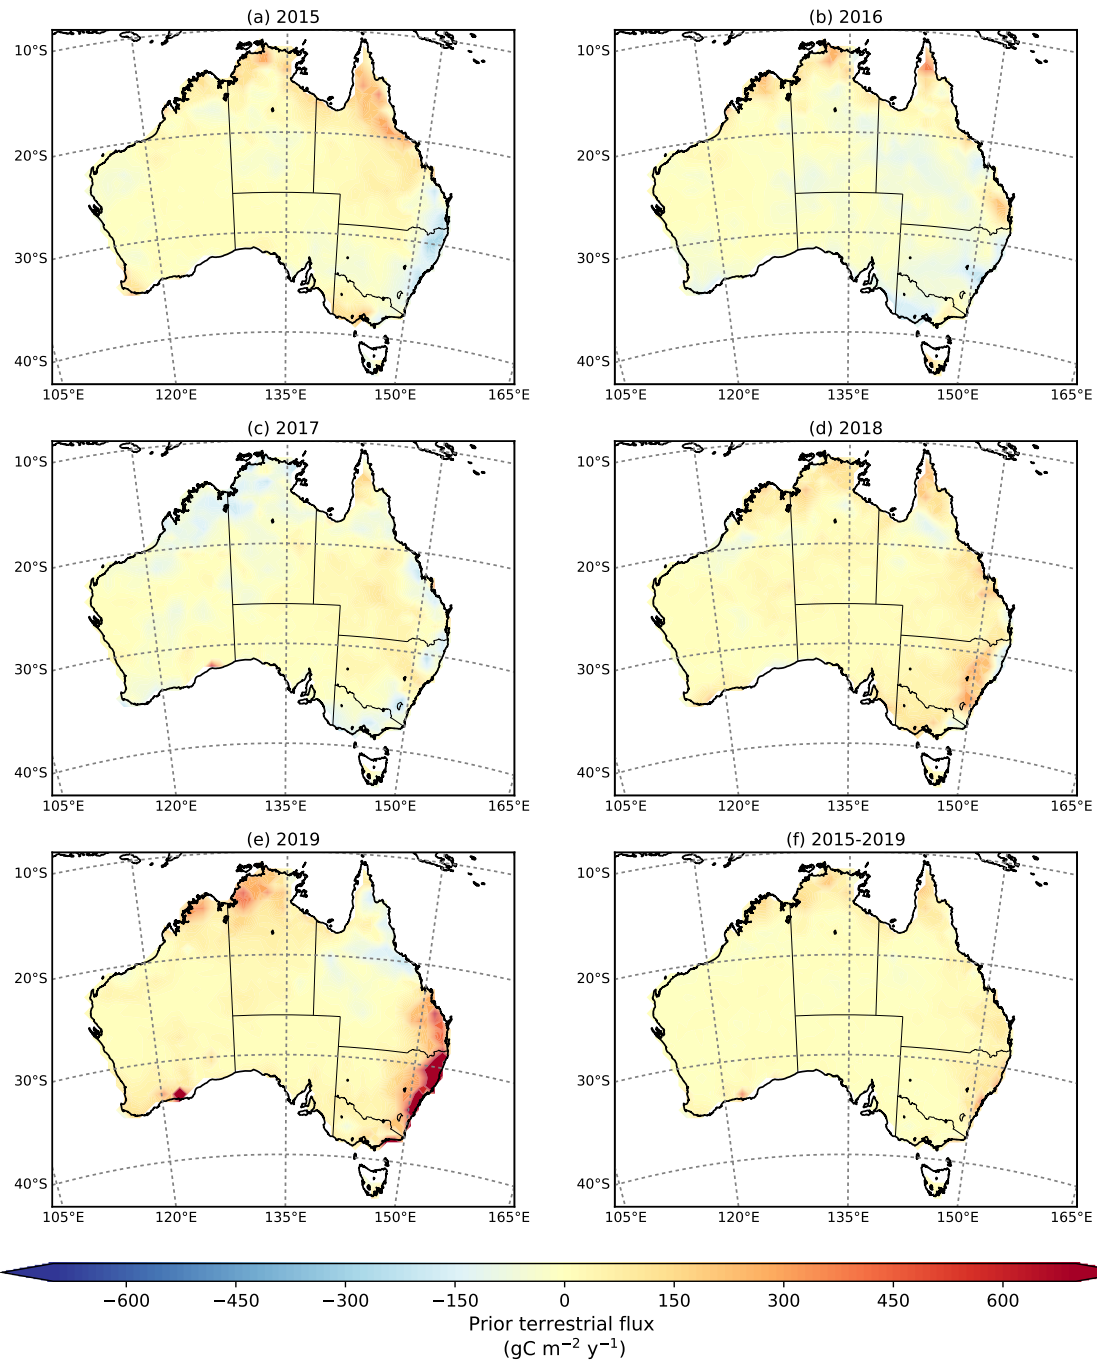 (a) 2015
(b) 2016
10°S
20°S
30°S
40°S
105°E 120°E 135°E 150°E 165°E
10°S
20°S
30°S
40°S
105°E 120°E 135°E 150°E 165°E
(c) 2017
(d) 2018
10°S
20°S
30°S
40°S
105°E 120°E 135°E 150°E 165°E
10°S
20°S
30°S
40°S
105°E 120°E 135°E 150°E 165°E
(e) 2019
(f) 2015-2019
10°S
20°S
30°S
40°S
105°E 120°E 135°E 150°E 165°E
10°S
20°S
30°S
40°S
105°E 120°E 135°E 150°E 165°E
−600 −450 −300 −150 0 150 300 450 600
Prior terrestrial flux
(gC m⁻² y⁻¹)